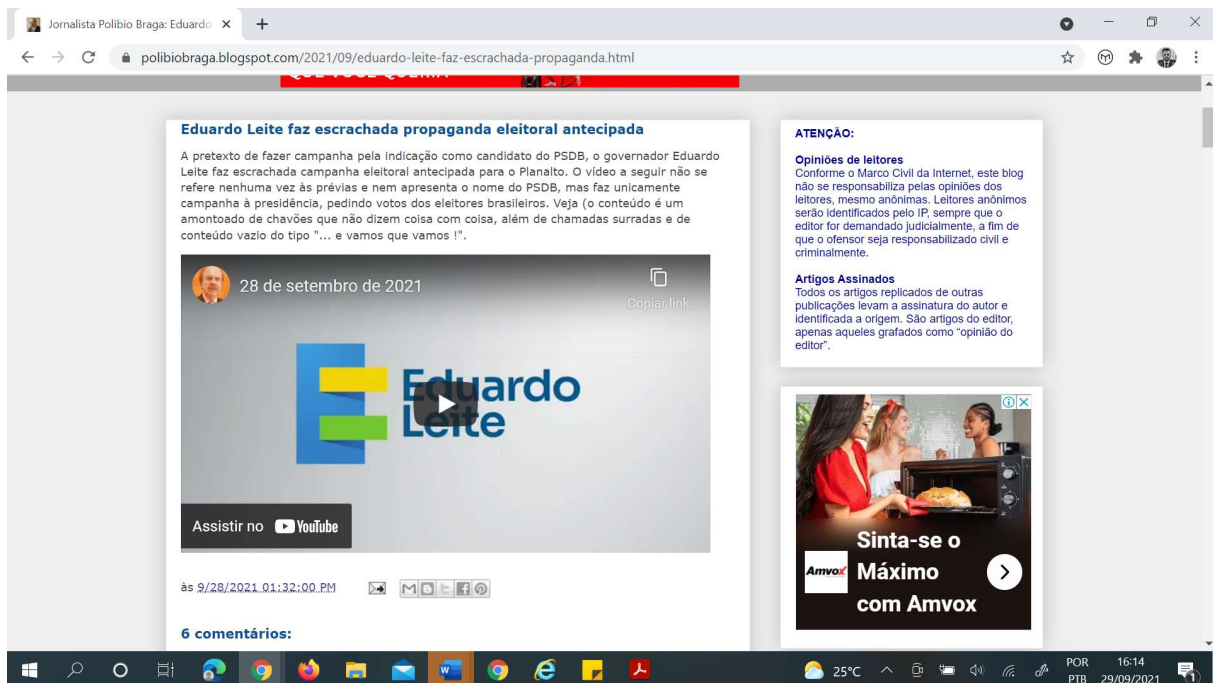 Jornalista Polibio Braga: Eduardo
polibiobraga.blogspot.com/2021/09/eduardo-leite-faz-escrachada-propaganda.html
Eduardo Leite faz escrachada propaganda eleitoral antecipada
A pretexto de fazer campanha pela indicação como candidato do PSDB, o governador Eduardo
Leite faz escrachada campanha eleitoral antecipada para o Planalto. O vídeo a seguir não se
refere nenhuma vez às prévias e nem apresenta o nome do PSDB, mas faz unicamente
campanha à presidência, pedindo votos dos eleitores brasileiros. Veja (o conteúdo é um
amontoado de chavões que não dizem coisa com coisa, além de chamadas surradas e de
conteúdo vazio do tipo "... e vamos que vamos !".
28 de setembro de 2021
Copiar link
Eduardo
Leite
Assistir no YouTube
às 9/28/2021 01:32:00 PM
6 comentários:
ATENÇÃO:
Opiniões de leitores
Conforme o Marco Civil da Internet, este blog
não se responsabiliza pelas opiniões dos
leitores, mesmo anônimas. Leitores anônimos
serão identificados pelo IP, sempre que o
editor for demandado judicialmente, a fim de
que o ofensor seja responsabilizado civil e
criminalmente.
Artigos Assinados
Todos os artigos replicados de outras
publicações levam a assinatura do autor e
identificada a origem. São artigos do editor,
apenas aqueles grafados como “opinião do
editor”.
Sinta-se o
Amvox Máximo
com Amvox
25°C
POR
PTB
16:14
29/09/2021